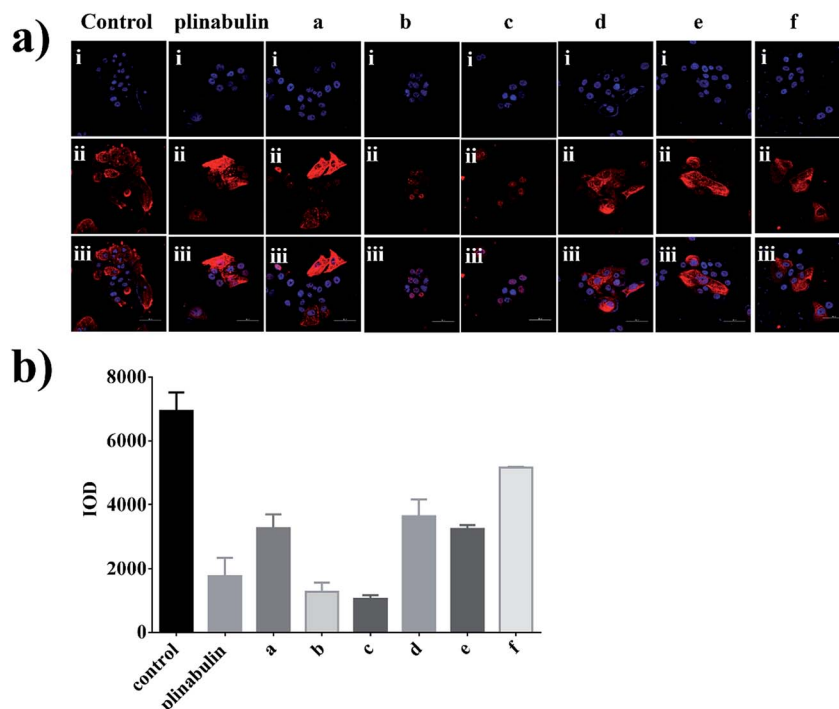 Control plinabulin a b c d e f
a)
i i i i i i i i
ii ii ii ii ii ii ii ii
iii iii iii iii iii iii iii iii
b)
8000
6000
4000
2000
0
IOD
control plinabulin a b c d e f